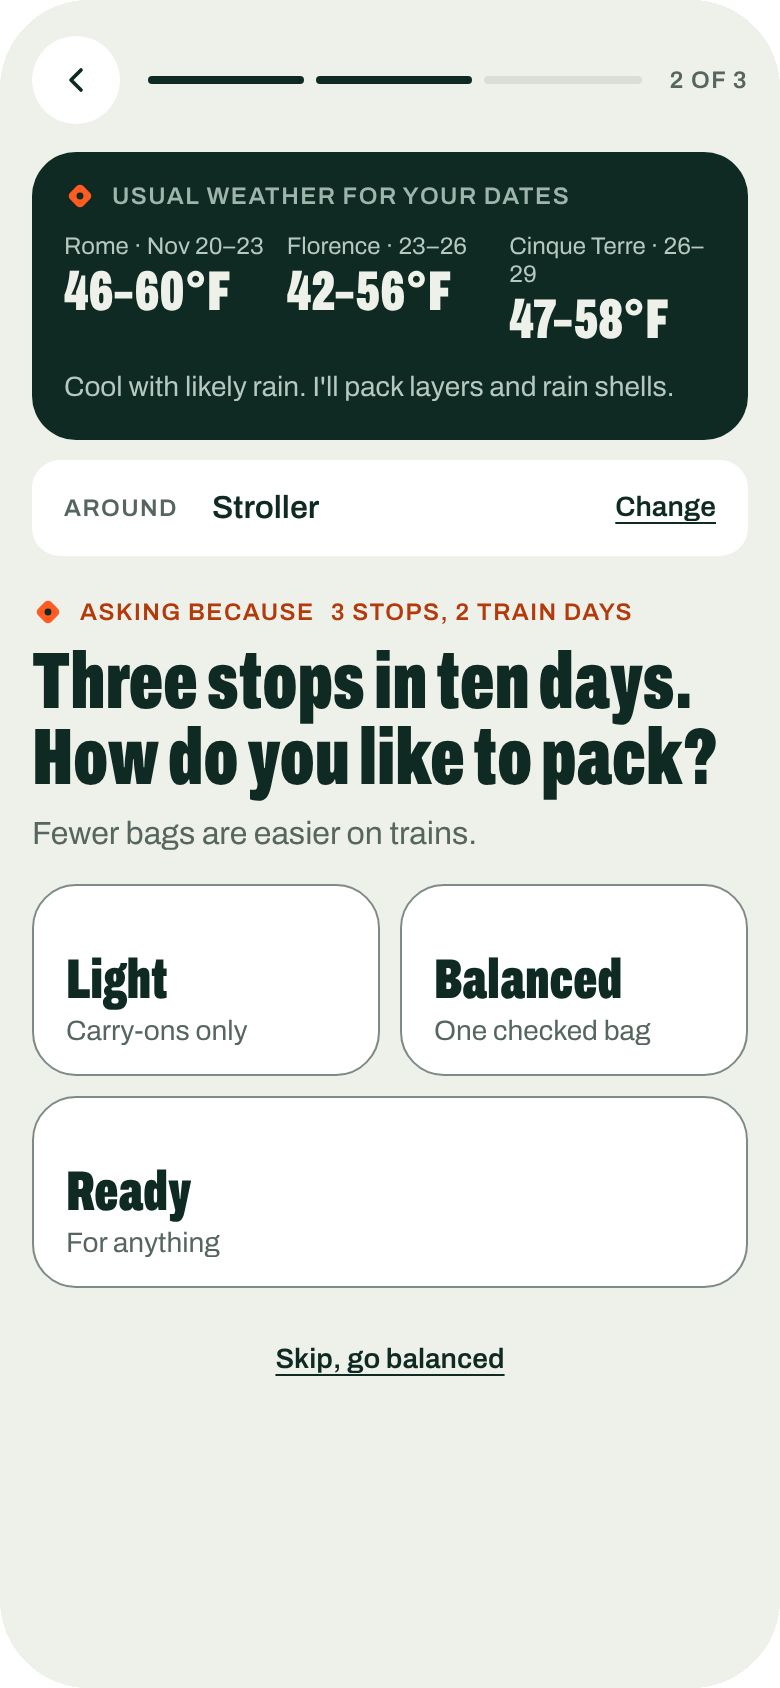 2 OF 3
USUAL WEATHER FOR YOUR DATES
Rome · Nov 20–23
46–60°F
Florence · 23–26
42–56°F
Cinque Terre · 26–
29
47–58°F
Cool with likely rain. I'll pack layers and rain shells.
AROUND Stroller Change
ASKING BECAUSE 3 STOPS, 2 TRAIN DAYS
Three stops in ten days.
How do you like to pack?
Fewer bags are easier on trains.
Light
Carry-ons only
Balanced
One checked bag
Ready
For anything
Skip, go balanced